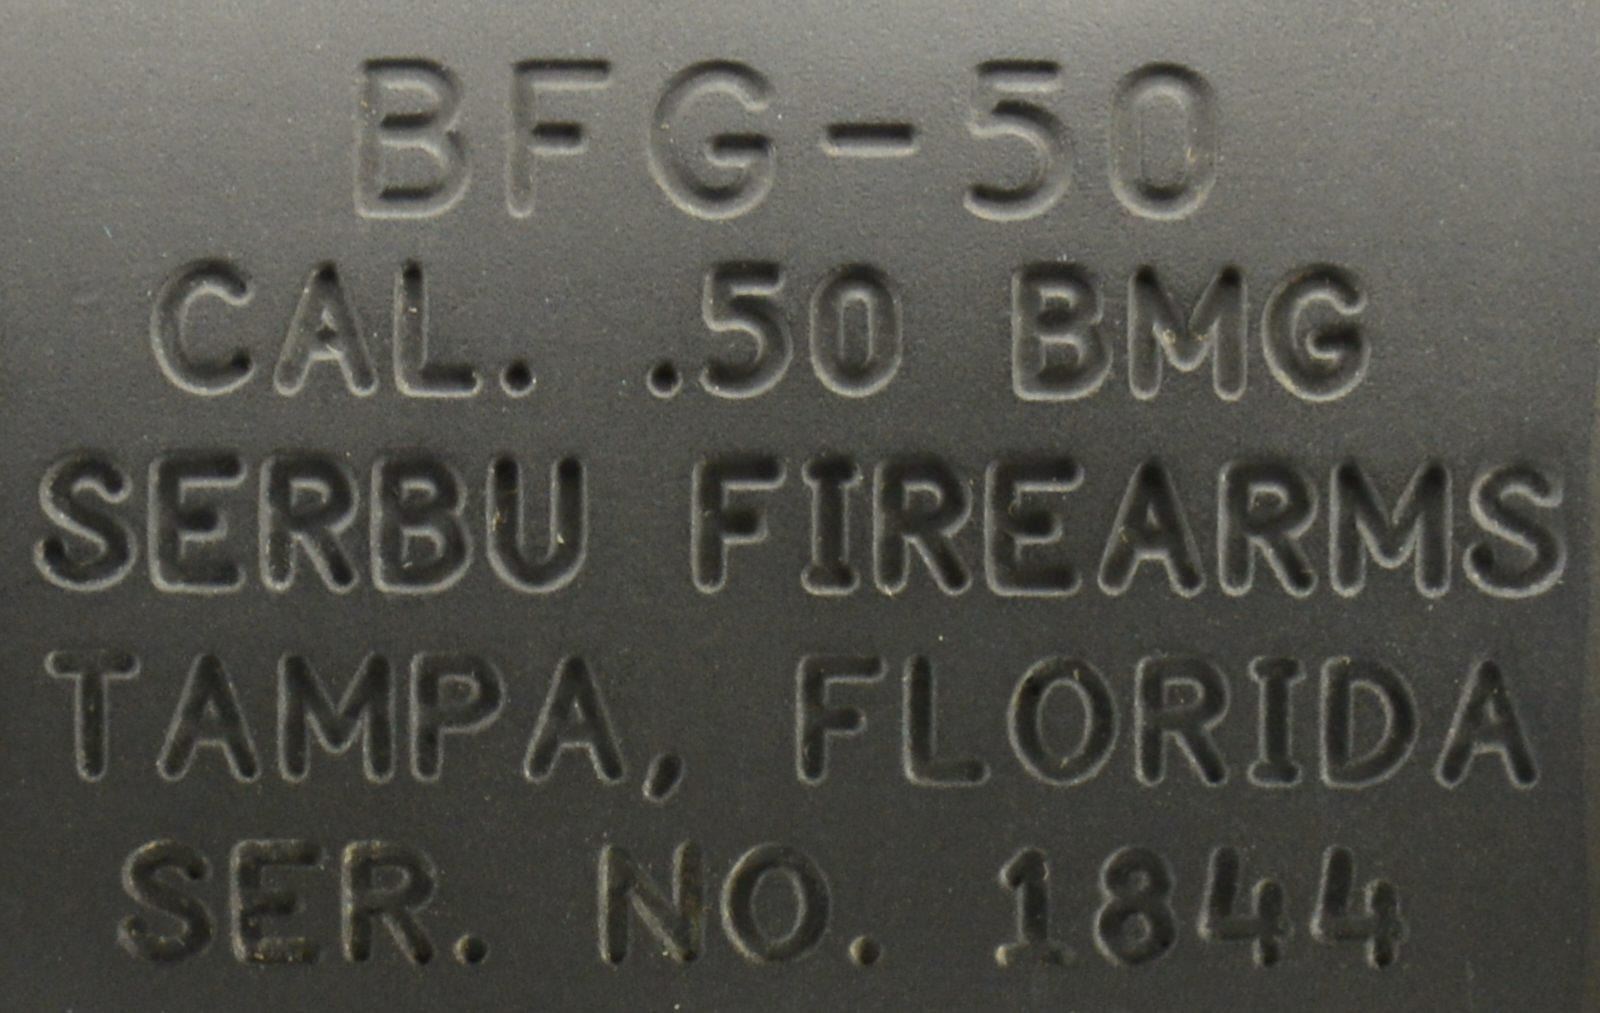 BFG-50
CAL. .50 BMG
SERBU FIREARMS
TAMPA, FLORIDA
SER. NO. 1844